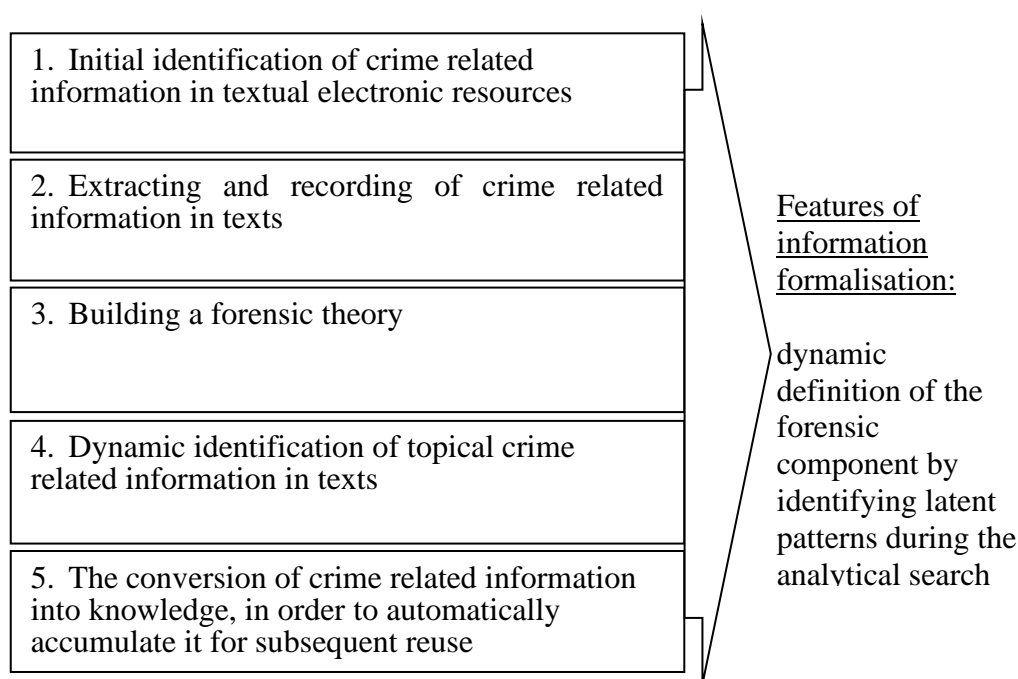 1. Initial identification of crime related
information in textual electronic resources
2. Extracting and recording of crime related
information in texts
3. Building a forensic theory
4. Dynamic identification of topical crime
related information in texts
5. The conversion of crime related information
into knowledge, in order to automatically
accumulate it for subsequent reuse
Features of
information
formalisation:
dynamic
definition of the
forensic
component by
identifying latent
patterns during the
analytical search